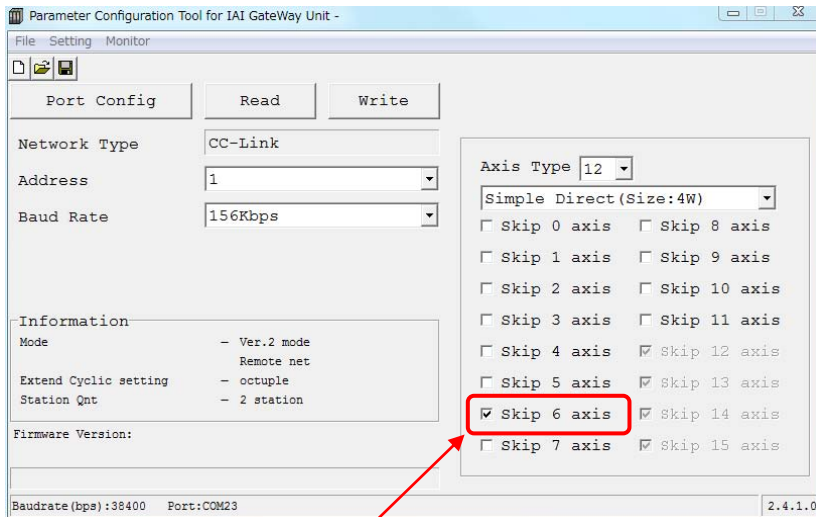 Parameter Configuration Tool for IAI GateWay Unit -
File Setting Monitor
Port Config Read Write
Network Type CC-Link
Address 1
Baud Rate 156Kbps
Information
Mode – Ver.2 mode
Remote net
Extend Cyclic setting – octuple
Station Qnt – 2 station
Firmware Version:
Axis Type 12
Simple Direct(Size:4W)
Skip 0 axis Skip 8 axis
Skip 1 axis Skip 9 axis
Skip 2 axis Skip 10 axis
Skip 3 axis Skip 11 axis
Skip 4 axis Skip 12 axis
Skip 5 axis Skip 13 axis
Skip 6 axis Skip 14 axis
Skip 7 axis Skip 15 axis
Baudrate(bps):38400 Port:COM23 2.4.1.0